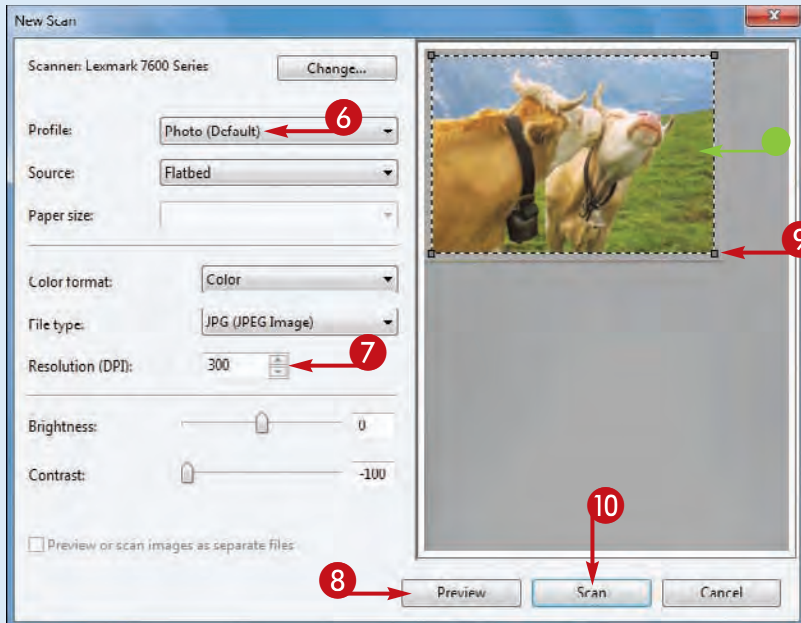 New Scan
Scanner: Lexmark 7600 Series Change...
Profile: Photo (Default) 6
Source: Flatbed
Paper size:
9
Color format: Color
File type: JPG (JPEG Image)
7
Resolution (DPI): 300
Brightness: 0
Contrast: -100
10
Preview or scan images as separate files
8 Preview Scan Cancel